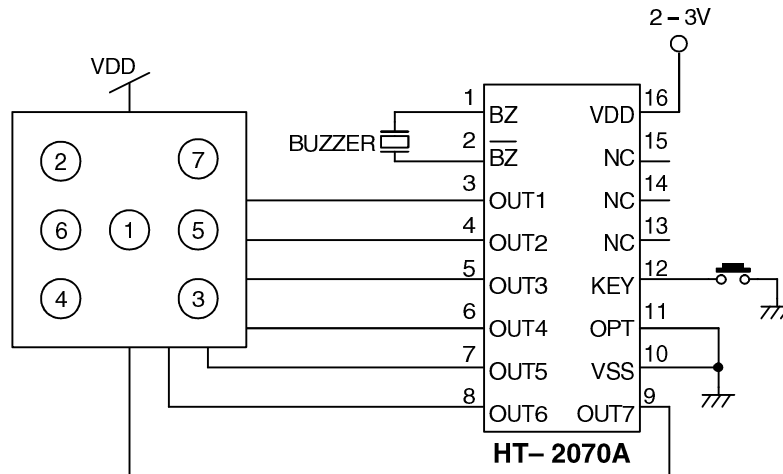 2 – 3V
VDD
1
BZ
VDD
16
BUZZER
2
BZ
NC
15
3
OUT1
NC
14
4
OUT2
NC
13
5
OUT3
KEY
12
6
OUT4
OPT
11
7
OUT5
VSS
10
8
OUT6
OUT7
9
2
7
6
1
5
4
3
HT– 2070A